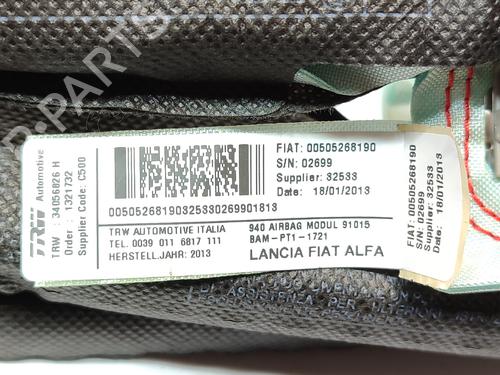 TRW Automotive
TRW : 34056826 H
Order : 1321732
Supplier Code: C500
FIAT: 00505268190
S/N: 02699
Supplier: 32533
Date: 18/01/2013
00505268190325330269901813
TRW AUTOMOTIVE ITALIA
TEL. 0039 011 6817 111
HERSTELL.JAHR: 2013
940 AIRBAG MODUL 91015
BAM-PT1-1721
LANCIA FIAT ALFA
FIAT: 00505268190
S/N: 02699
Supplier: 32533
Date: 18/01/2013
PARTS